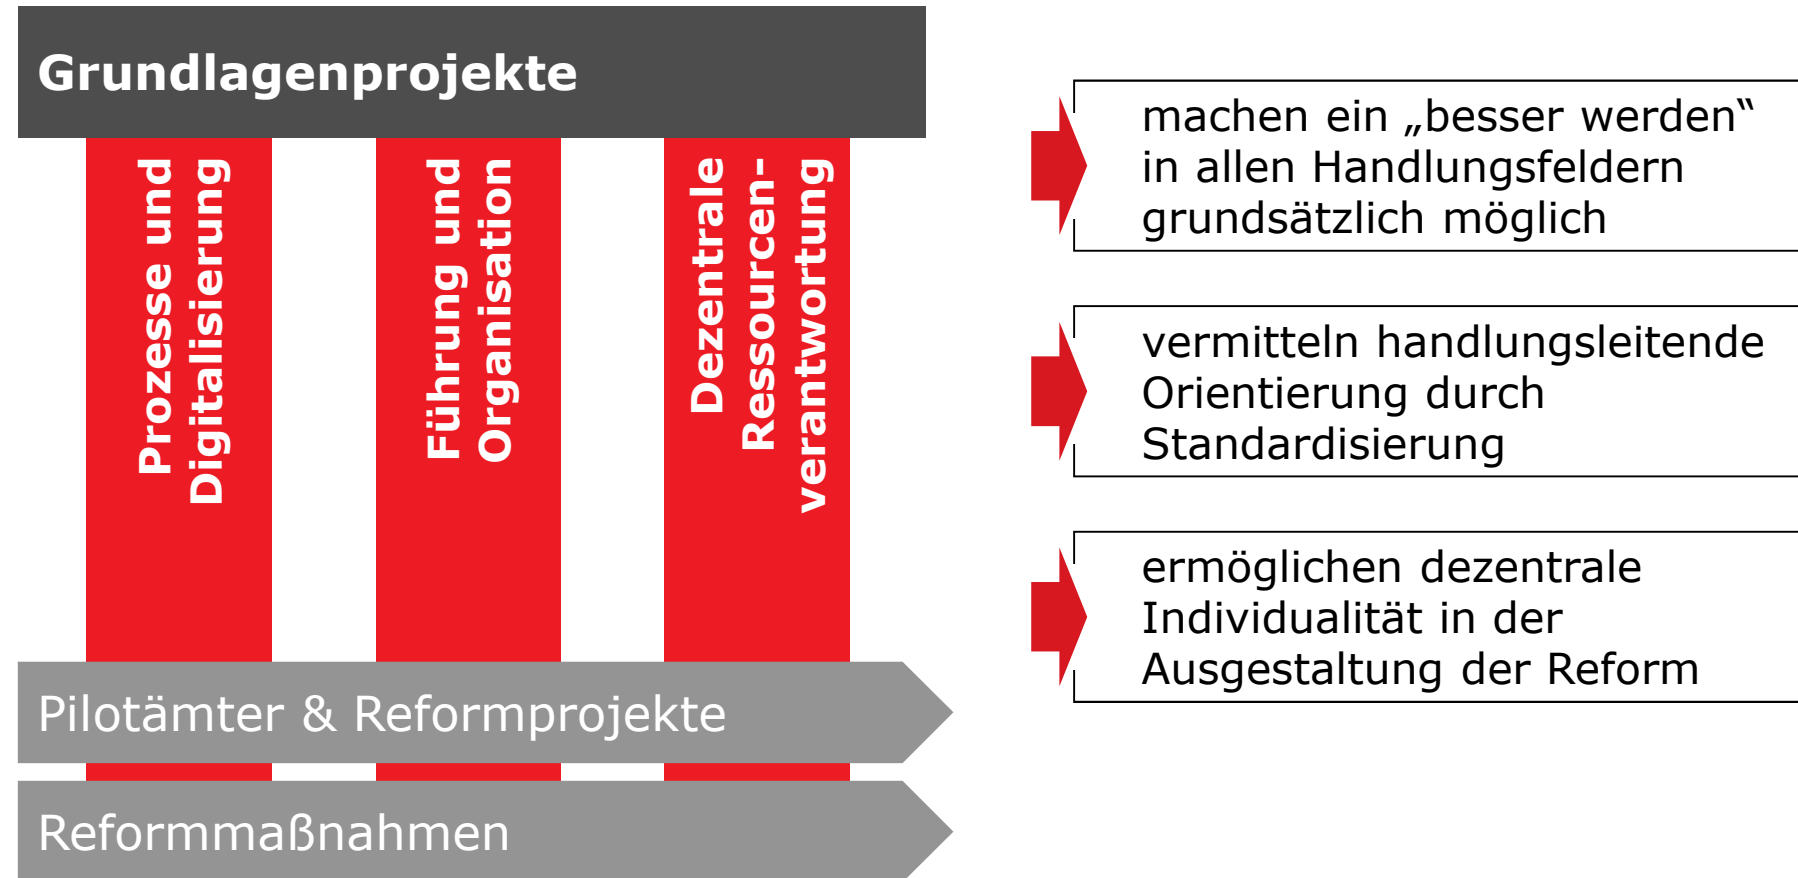 Grundlagenprojekte
Prozesse und
Digitalisierung
Führung und
Organisation
Dezentrale
Ressourcen-
verantwortung
Pilotämter & Reformprojekte
Reformmaßnahmen
machen ein „besser werden“
in allen Handlungsfeldern
grundsätzlich möglich
vermitteln handlungsleitende
Orientierung durch
Standardisierung
ermöglichen dezentrale
Individualität in der
Ausgestaltung der Reform